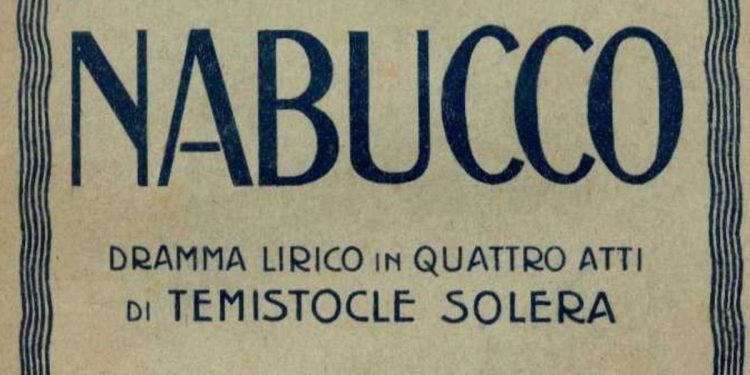 NABUCCO
DRAMMA LIRICO IN QUATTRO ATTI
DI TEMISTOCLE SOLERA